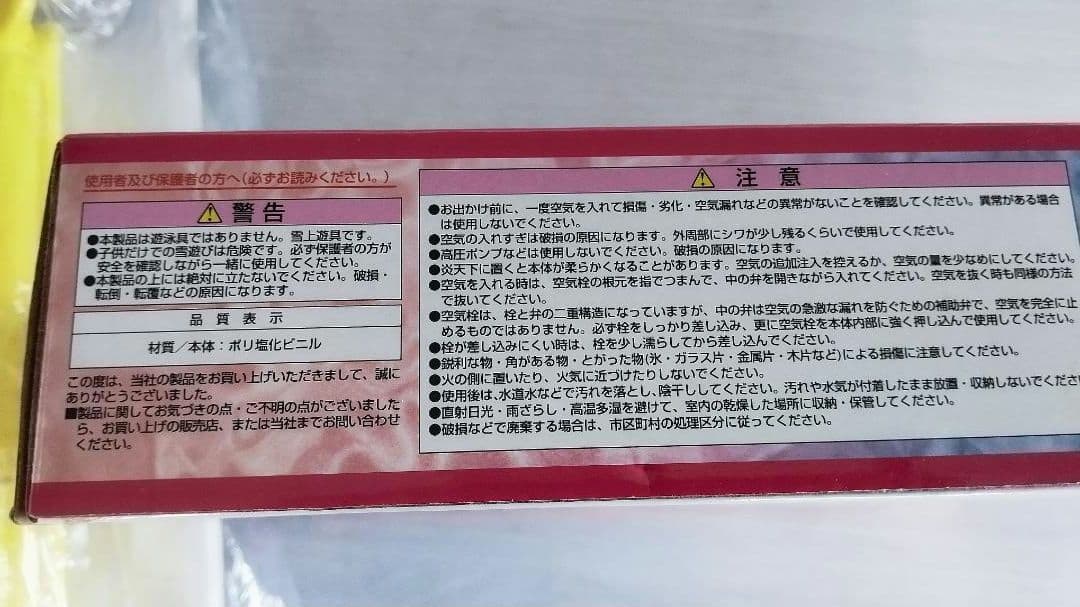 使用者及び保護者の方へ(必ずお読みください。)
⚠警告
●本製品は遊泳具ではありません。雪上遊具です。
●子供だけでの雪遊びは危険です。必ず保護者の方が
安全を確認しながら一緒に使用してください。
●本製品の上には絶対に立たないでください。破損・
転倒・転覆などの原因になります。
品質表示
材質/本体：ポリ塩化ビニル
この度は、当社の製品をお買い上げいただきまして、誠に
ありがとうございました。
■製品に関してお気づきの点・ご不明の点がございました
ら、お買い上げの販売店、または当社までお問い合わせ
ください。
⚠注意
●お出かけ前に、一度空気を入れて損傷・劣化・空気漏れなどの異常がないことを確認してください。異常がある場合
は使用しないでください。
●空気の入れすぎは破損の原因になります。外周部にシワが少し残るくらいで使用してください。
●高圧ポンプなどは使用しないでください。破損の原因になります。
●炎天下に置くと本体が柔らかくなることがあります。空気の追加注入を控えるか、空気の量を少なめにしてください。
●空気を入れる時は、空気栓の根元を指でつまんで、中の弁を開きながら入れてください。空気を抜く時も同様の方法
で抜いてください。
●空気栓は、栓と弁の二重構造になっていますが、中の弁は空気の急激な漏れを防ぐための補助弁で、空気を完全に止
めるものではありません。必ず栓をしっかり差し込み、更に空気栓を本体内部に強く押し込んで使用してください。
●栓が差し込みにくい時は、栓を少し濡らしてから差し込んでください。
●鋭利な物・角がある物・とがった物(氷・ガラス片・金属片・木片など)による損傷に注意してください。
●火の側に置いたり、火気に近づけたりしないでください。
●使用後は、水道水などで汚れを落とし、陰干ししてください。汚れや水気が付着したまま放置・収納しないでくださ
●直射日光・雨ざらし・高温多湿を避けて、室内の乾燥した場所に収納・保管してください。
●破損などで廃棄する場合は、市区町村の処理区分に従ってください。